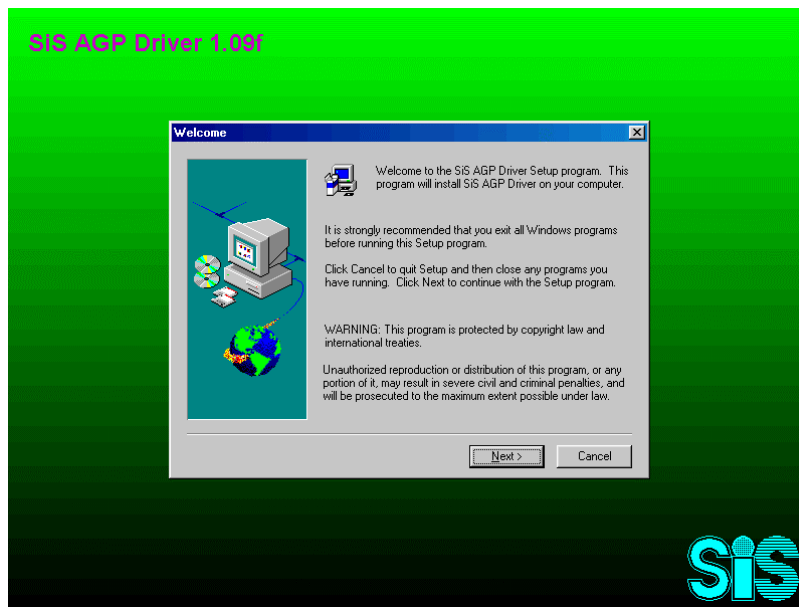 SiS AGP Driver 1.09f
Welcome
Welcome to the SiS AGP Driver Setup program. This
program will install SiS AGP Driver on your computer.
It is strongly recommended that you exit all Windows programs
before running this Setup program.
Click Cancel to quit Setup and then close any programs you
have running. Click Next to continue with the Setup program.
WARNING: This program is protected by copyright law and
international treaties.
Unauthorized reproduction or distribution of this program, or any
portion of it, may result in severe civil and criminal penalties, and
will be prosecuted to the maximum extent possible under law.
Next >
Cancel
SiS